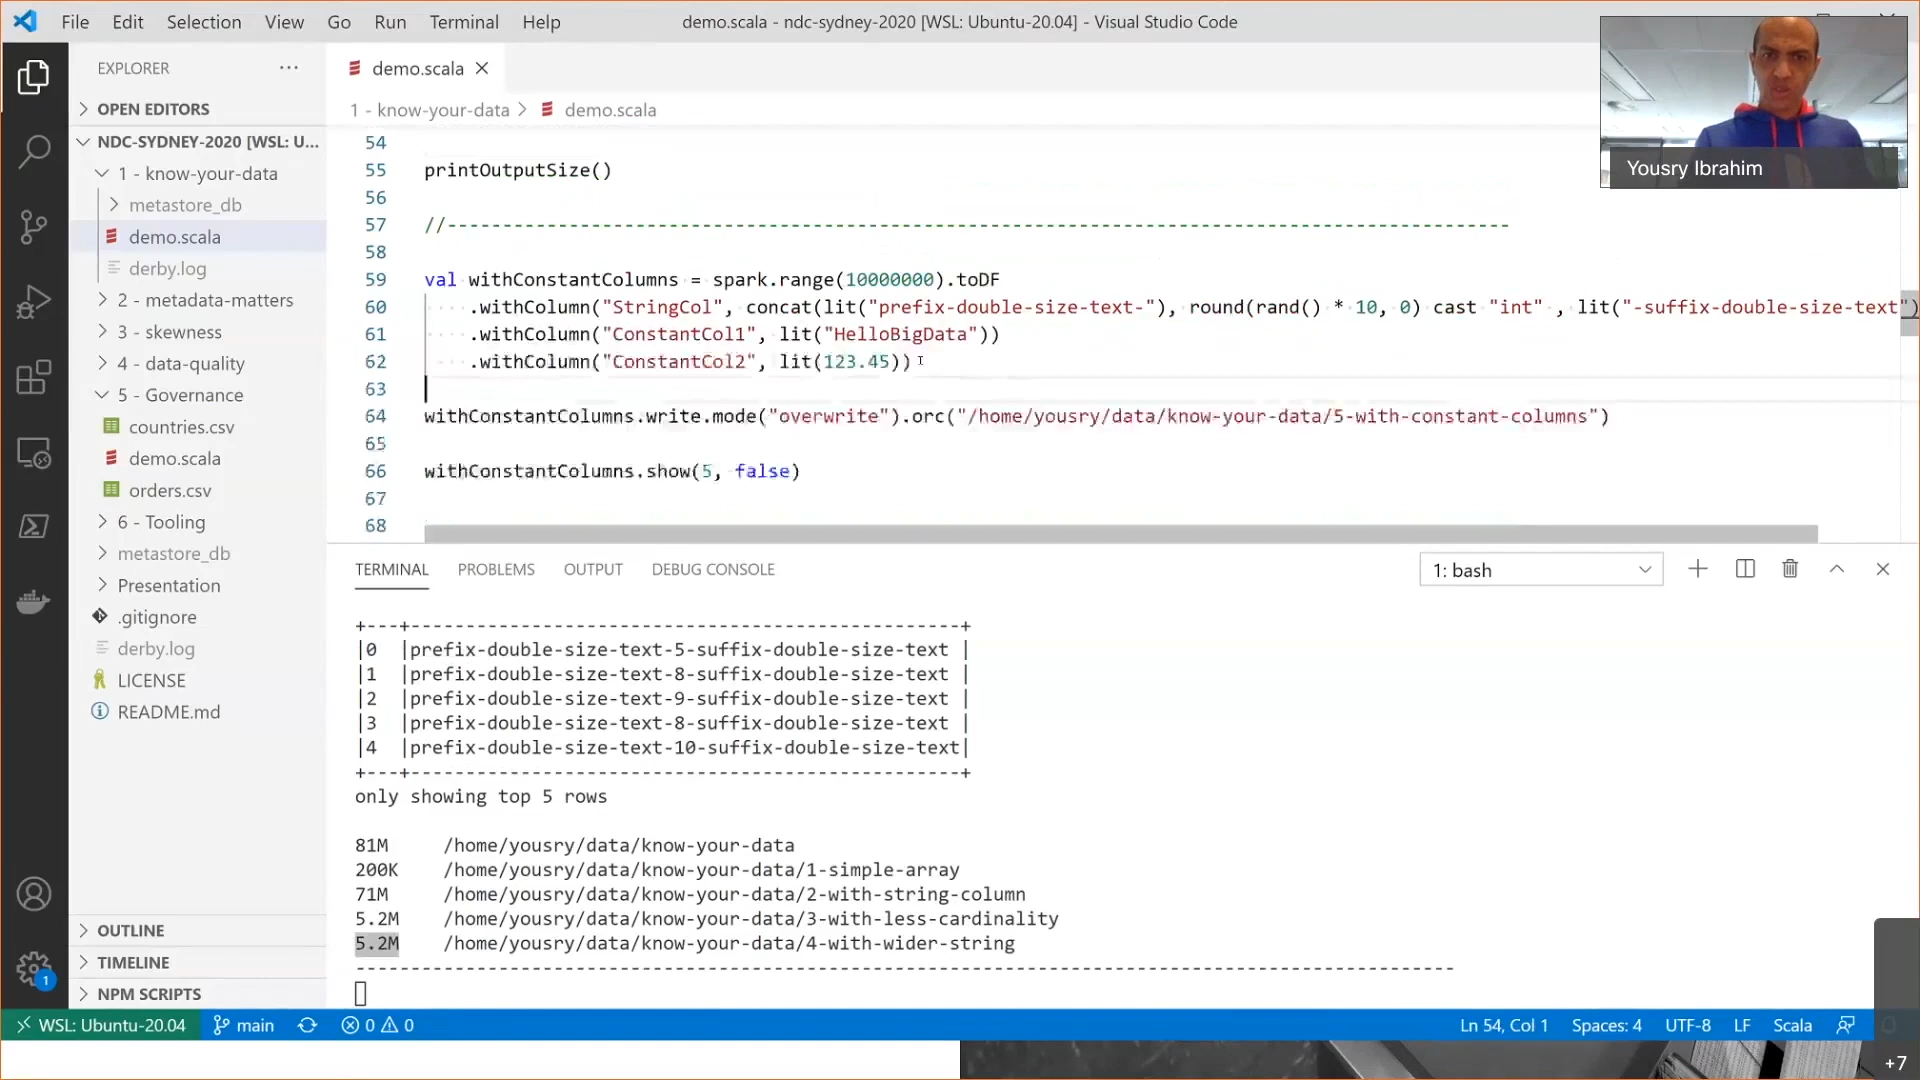 File Edit Selection View Go Run Terminal Help
demo.scala - ndc-sydney-2020 [WSL: Ubuntu-20.04] - Visual Studio Code
Yousry Ibrahim
EXPLORER
OPEN EDITORS
NDC-SYDNEY-2020 [WSL: U...
1 - know-your-data
metastore_db
demo.scala
derby.log
2 - metadata-matters
3 - skewness
4 - data-quality
5 - Governance
countries.csv
demo.scala
orders.csv
6 - Tooling
metastore_db
Presentation
.gitignore
derby.log
LICENSE
README.md
OUTLINE
TIMELINE
NPM SCRIPTS
demo.scala
1 - know-your-data > demo.scala
54
55 printOutputSize()
56
57 //------------------------------------------------------------------------------------------------
58
59 val withConstantColumns = spark.range(10000000).toDF
60 .withColumn("StringCol", concat(lit("prefix-double-size-text-"), round(rand() * 10, 0) cast "int" , lit("-suffix-double-size-text")
61 .withColumn("ConstantCol1", lit("HelloBigData"))
62 .withColumn("ConstantCol2", lit(123.45))
63
64 withConstantColumns.write.mode("overwrite").orc("/home/yousry/data/know-your-data/5-with-constant-columns")
65
66 withConstantColumns.show(5, false)
67
68
TERMINAL PROBLEMS OUTPUT DEBUG CONSOLE
1: bash
+---+--------------------------------------------------+
|0 |prefix-double-size-text-5-suffix-double-size-text |
|1 |prefix-double-size-text-8-suffix-double-size-text |
|2 |prefix-double-size-text-9-suffix-double-size-text |
|3 |prefix-double-size-text-8-suffix-double-size-text |
|4 |prefix-double-size-text-10-suffix-double-size-text|
+---+--------------------------------------------------+
only showing top 5 rows
81M /home/yousry/data/know-your-data
200K /home/yousry/data/know-your-data/1-simple-array
71M /home/yousry/data/know-your-data/2-with-string-column
5.2M /home/yousry/data/know-your-data/3-with-less-cardinality
5.2M /home/yousry/data/know-your-data/4-with-wider-string
----------------------------------------------------------------------------------------------------
1
WSL: Ubuntu-20.04 main 0 0
Ln 54, Col 1 Spaces: 4 UTF-8 LF Scala
+7